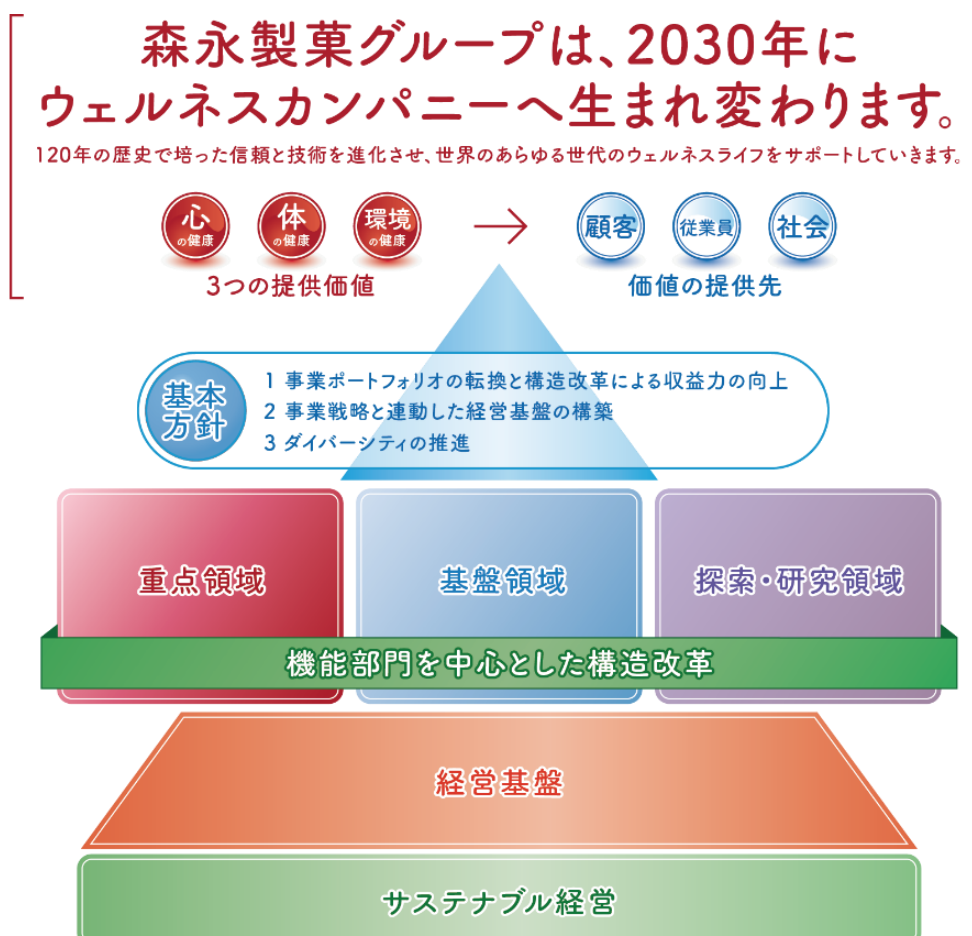 森永製菓グループは、2030年に
ウェルネスカンパニーへ生まれ変わります。
120年の歴史で培った信頼と技術を進化させ、世界のあらゆる世代のウェルネスライフをサポートしていきます。
心
の健康
体
の健康
環境
の健康
→
顧客
従業員
社会
3つの提供価値
価値の提供先
基本
方針
1 事業ポートフォリオの転換と構造改革による収益力の向上
2 事業戦略と連動した経営基盤の構築
3 ダイバーシティの推進
重点領域
基盤領域
探索・研究領域
機能部門を中心とした構造改革
経営基盤
サステナブル経営